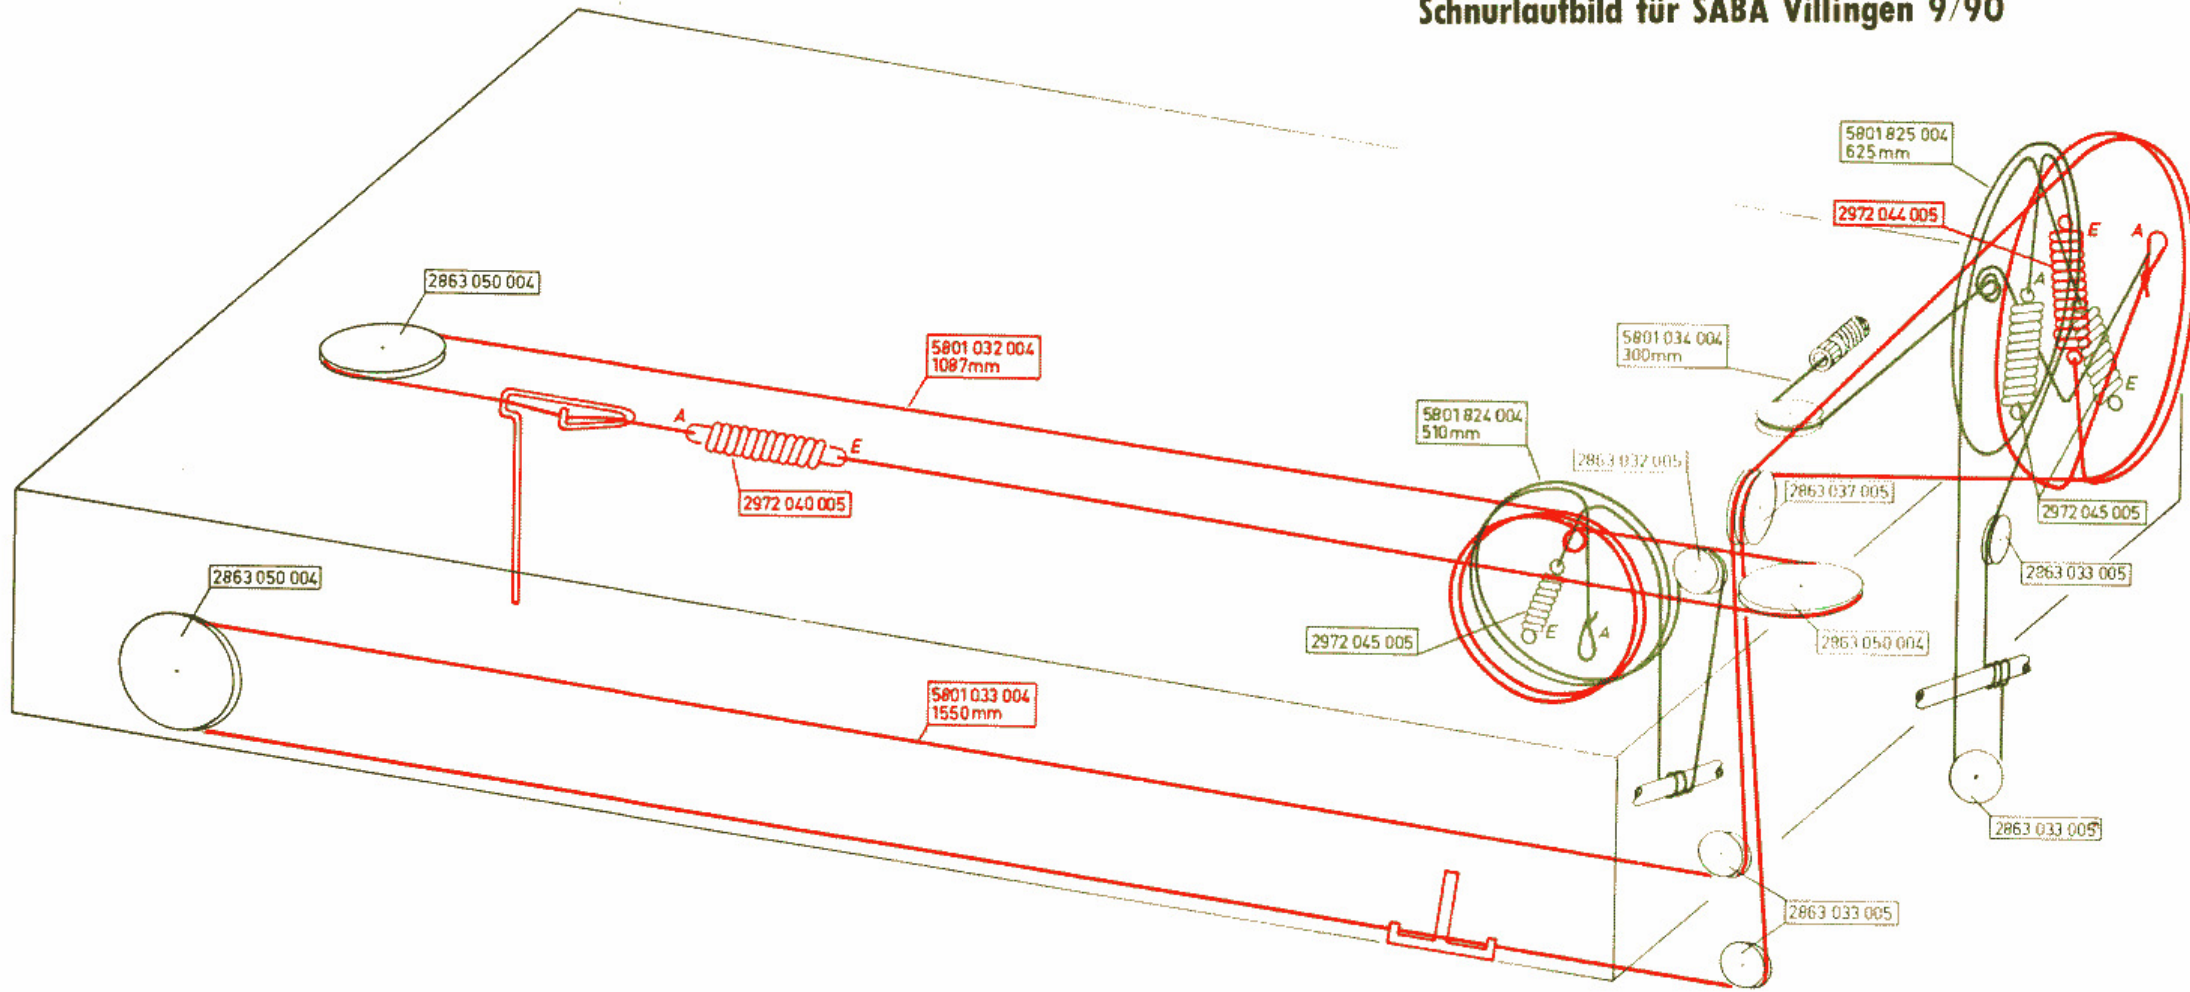 Schnurlaufbild für SABA Villingen 9/90
5801 825 004
625mm
2972 044 005
E
A
A
E
2863 050 004
5801 032 004
1087mm
5801 034 004
300mm
5801 824 004
510mm
A
E
2972 040 005
2863 032 005
2863 037 005
2972 045 005
2863 033 005
2863 050 004
2972 045 005
E
A
2863 050 004
5801 033 004
1550mm
2863 033 005
2863 033 005